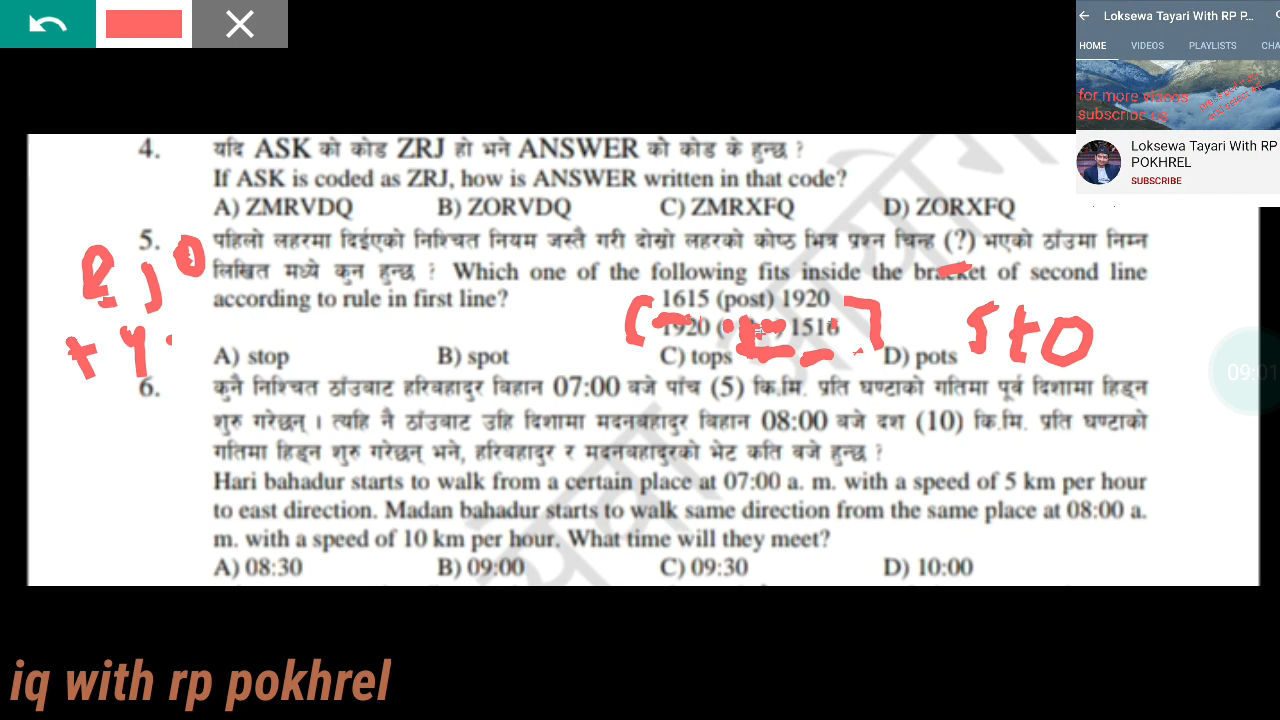 Loksewa Tayari With RP P...
HOME VIDEOS PLAYLISTS CHA
for more videos
subscribe us
Loksewa Tayari With RP
POKHREL
SUBSCRIBE
4. यदि ASK को कोड ZRJ हो भने ANSWER को कोड के हुन्छ ?
If ASK is coded as ZRJ, how is ANSWER written in that code?
A) ZMRVDQ B) ZORVDQ C) ZMRXFQ D) ZORXFQ
5. पहिलो लहरमा दिईएको निश्चित नियम जस्तै गरी दोस्रो लहरको कोष्ठ भित्र प्रश्न चिन्ह (?) भएको ठाँउमा निम्न
लिखित मध्ये कुन हुन्छ ? Which one of the following fits inside the bracket of second line
according to rule in first line? 1615 (post) 1920
1920 ( 1516
A) stop B) spot C) tops D) pots
sto
6. कुनै निश्चित ठाँउबाट हरिबहादुर बिहान 07:00 बजे पाँच (5) कि.मि. प्रति घण्टाको गतिमा पूर्व दिशामा हिड्न
शुरु गरेछन् । त्यहि नै ठाँउबाट उहि दिशामा मदनबहादुर बिहान 08:00 बजे दश (10) कि.मि. प्रति घण्टाको
गतिमा हिड्न शुरु गरेछन् भने, हरिबहादुर र मदनबहादुरको भेट कति बजे हुन्छ ?
Hari bahadur starts to walk from a certain place at 07:00 a. m. with a speed of 5 km per hour
to east direction. Madan bahadur starts to walk same direction from the same place at 08:00 a.
m. with a speed of 10 km per hour. What time will they meet?
A) 08:30 B) 09:00 C) 09:30 D) 10:00
09:01
iq with rp pokhrel